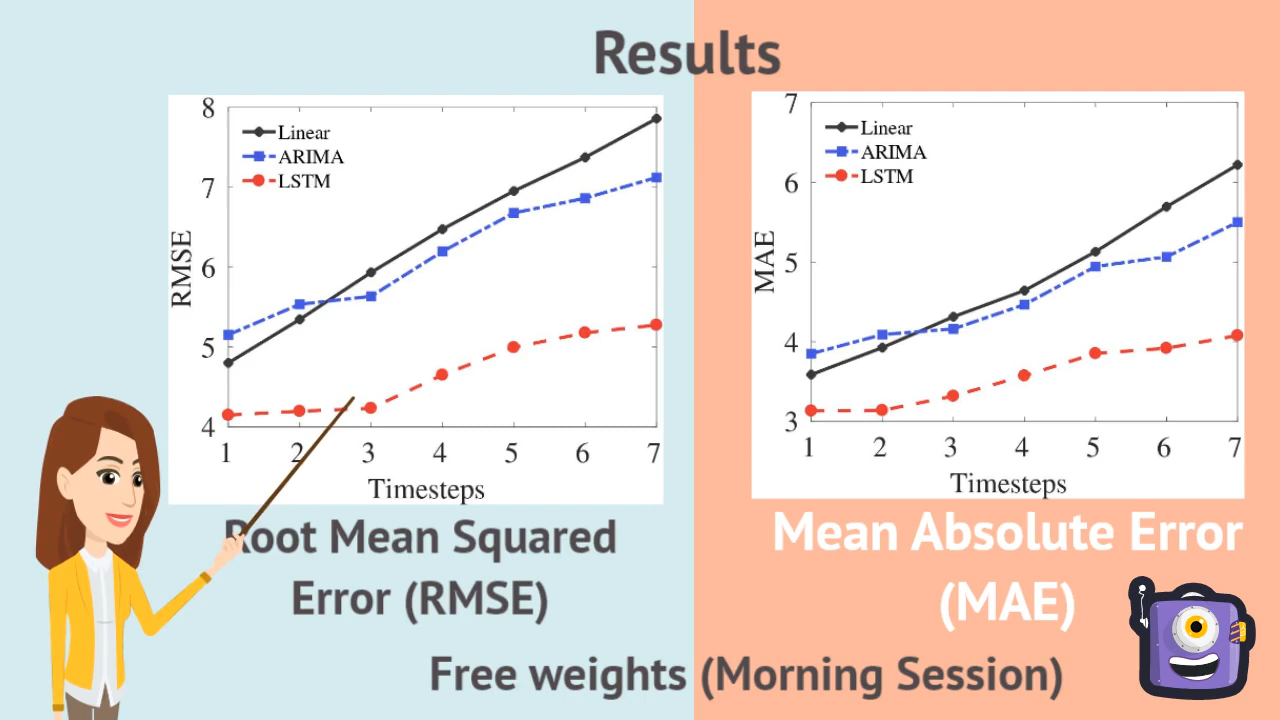 Results
8
7
6
5
4
RMSE
Linear
ARIMA
LSTM
1 2 3 4 5 6 7
Timesteps
Root Mean Squared
Error (RMSE)
7
6
5
4
3
MAE
Linear
ARIMA
LSTM
1 2 3 4 5 6 7
Timesteps
Mean Absolute Error
(MAE)
Free weights (Morning Session)